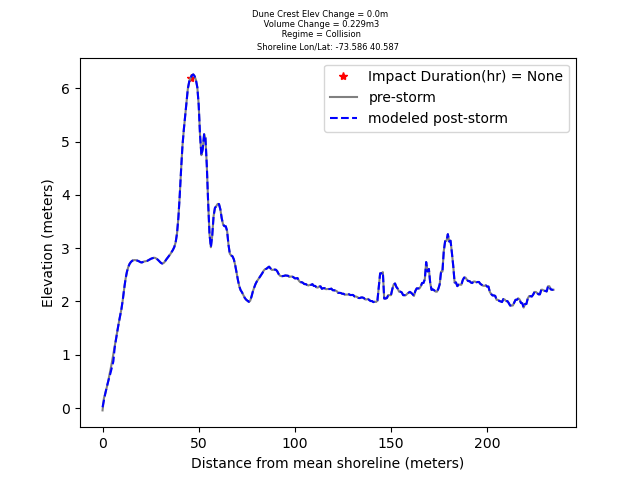 Dune Crest Elev Change = 0.0m
Volume Change = 0.229m3
Regime = Collision
Shoreline Lon/Lat: -73.586 40.587
Impact Duration(hr) = None
pre-storm
modeled post-storm
Elevation (meters)
6
5
4
3
2
1
0
0 50 100 150 200
Distance from mean shoreline (meters)